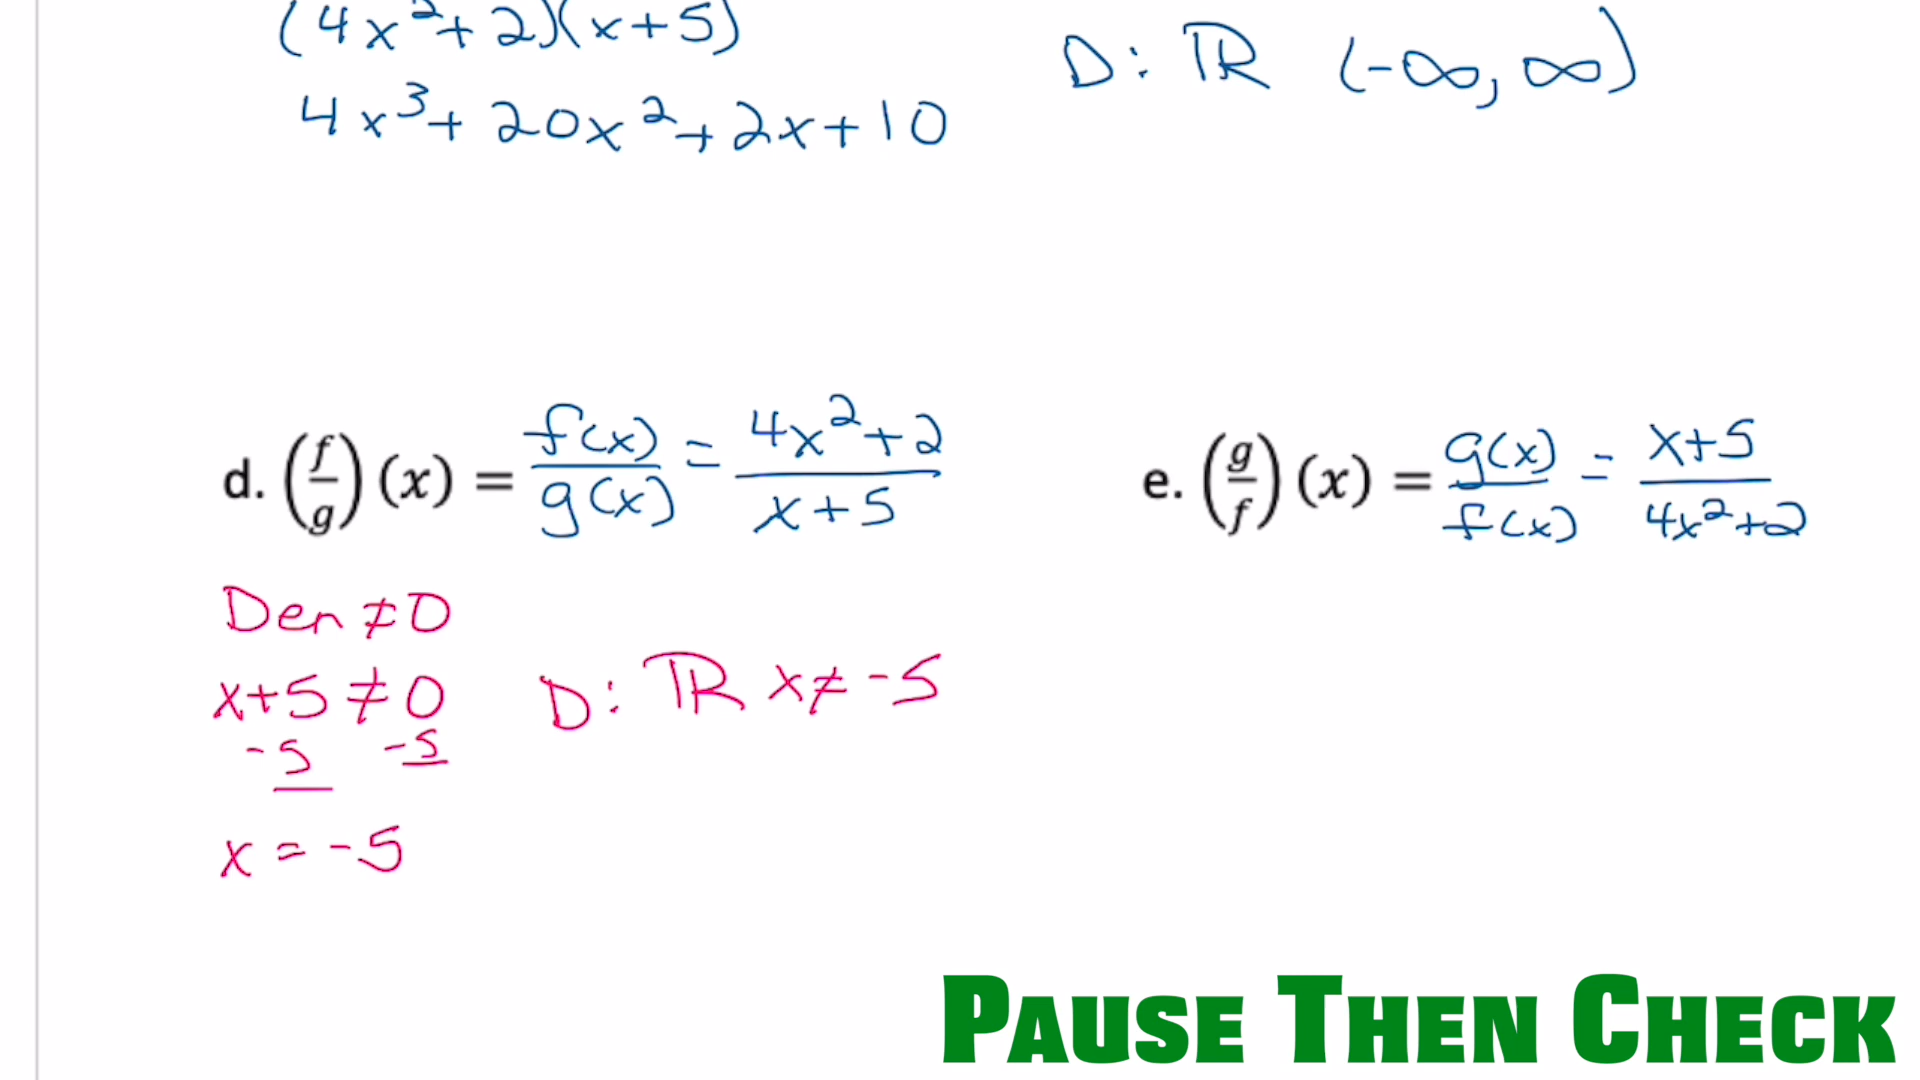 (4x²+2)(x+5)
4x³+20x²+2x+10
D: ℝ (-∞, ∞)
d. (f/g)(x) = f(x)/g(x) = 4x²+2/x+5
Den ≠ 0
x+5 ≠ 0
-5 -5
x = -5
D: ℝ x ≠ -5
e. (g/f)(x) = g(x)/f(x) = x+5/4x²+2
PAUSE THEN CHECK